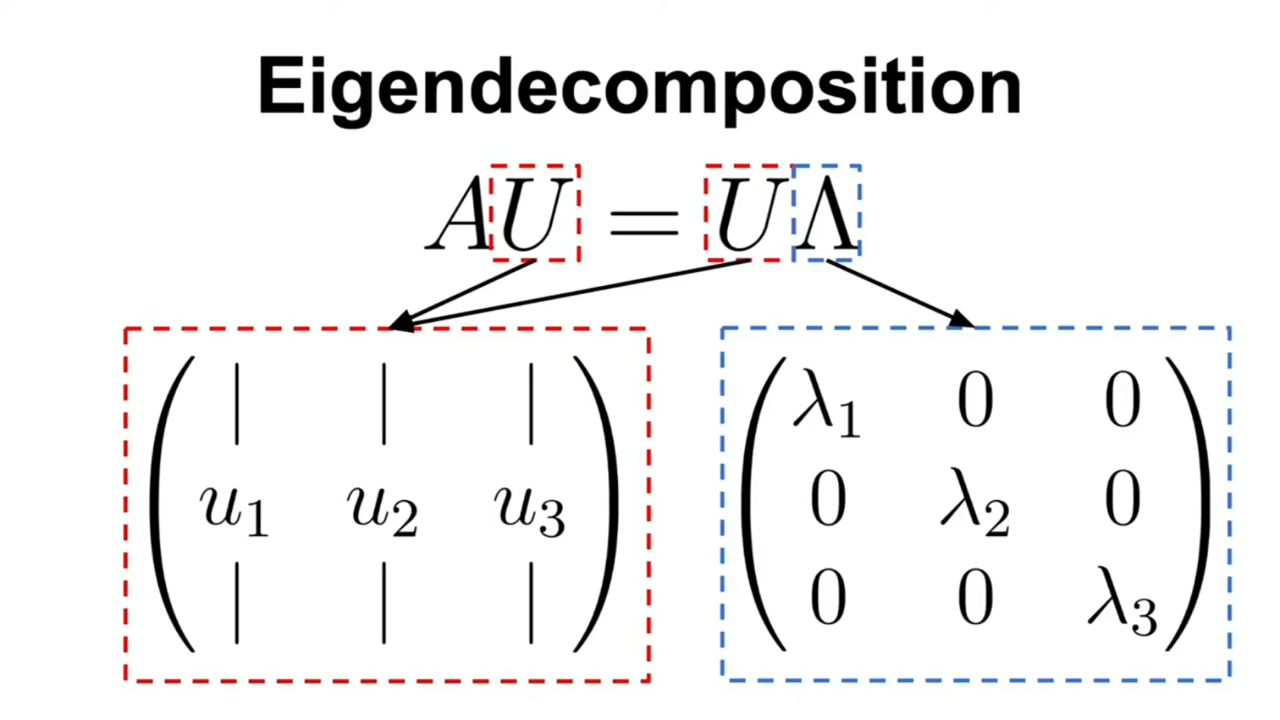 Eigendecomposition
AU = UΛ
| | | λ₁ 0 0
u₁ u₂ u₃ 0 λ₂ 0
| | | 0 0 λ₃